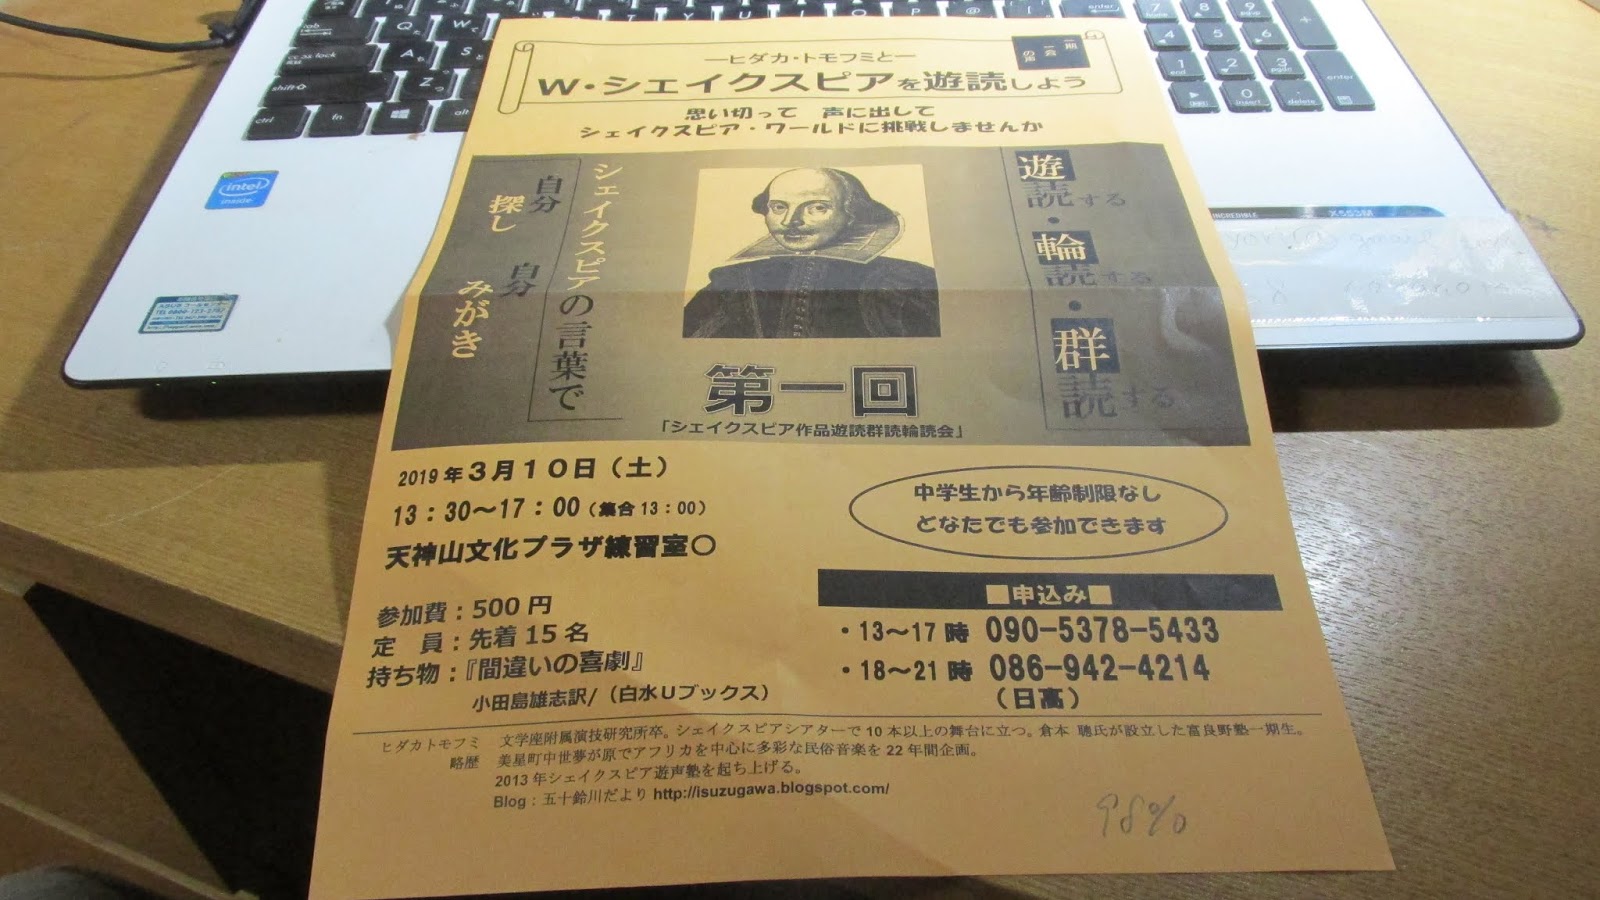 一期
一会
の声
―ヒダカ・トモフミと―
W・シェイクスピアを遊読しよう
思い切って 声に出して
シェイクスピア・ワールドに挑戦しませんか
遊読する・輪読する・群読する
シェイクスピアの言葉で
自分探し
自分みがき
第一回
「シェイクスピア作品遊読群読輪読会」
2019年3月10日(土)
13:30～17:00(集合13:00)
天神山文化プラザ練習室〇
中学生から年齢制限なし
どなたでも参加できます
参加費:500円
定 員:先着15名
持ち物:『間違いの喜劇』
小田島雄志訳/(白水Uブックス)
■申込み■
・13～17時 090-5378-5433
・18～21時 086-942-4214
(日高)
ヒダカトモフミ
略歴
文学座附属演技研究所卒。シェイクスピアシアターで10本以上の舞台に立つ。倉本 聰氏が設立した富良野塾一期生。
美星町中世夢が原でアフリカを中心に多彩な民俗音楽を22年間企画。
2013年シェイクスピア遊声塾を起ち上げる。
Blog:五十鈴川だより http://isuzugawa.blogspot.com/
98%
intel
inside
TEL 0800-123-2787
INCREDIBLE
ctrl
fn
alt
shift
enter
insert
delete